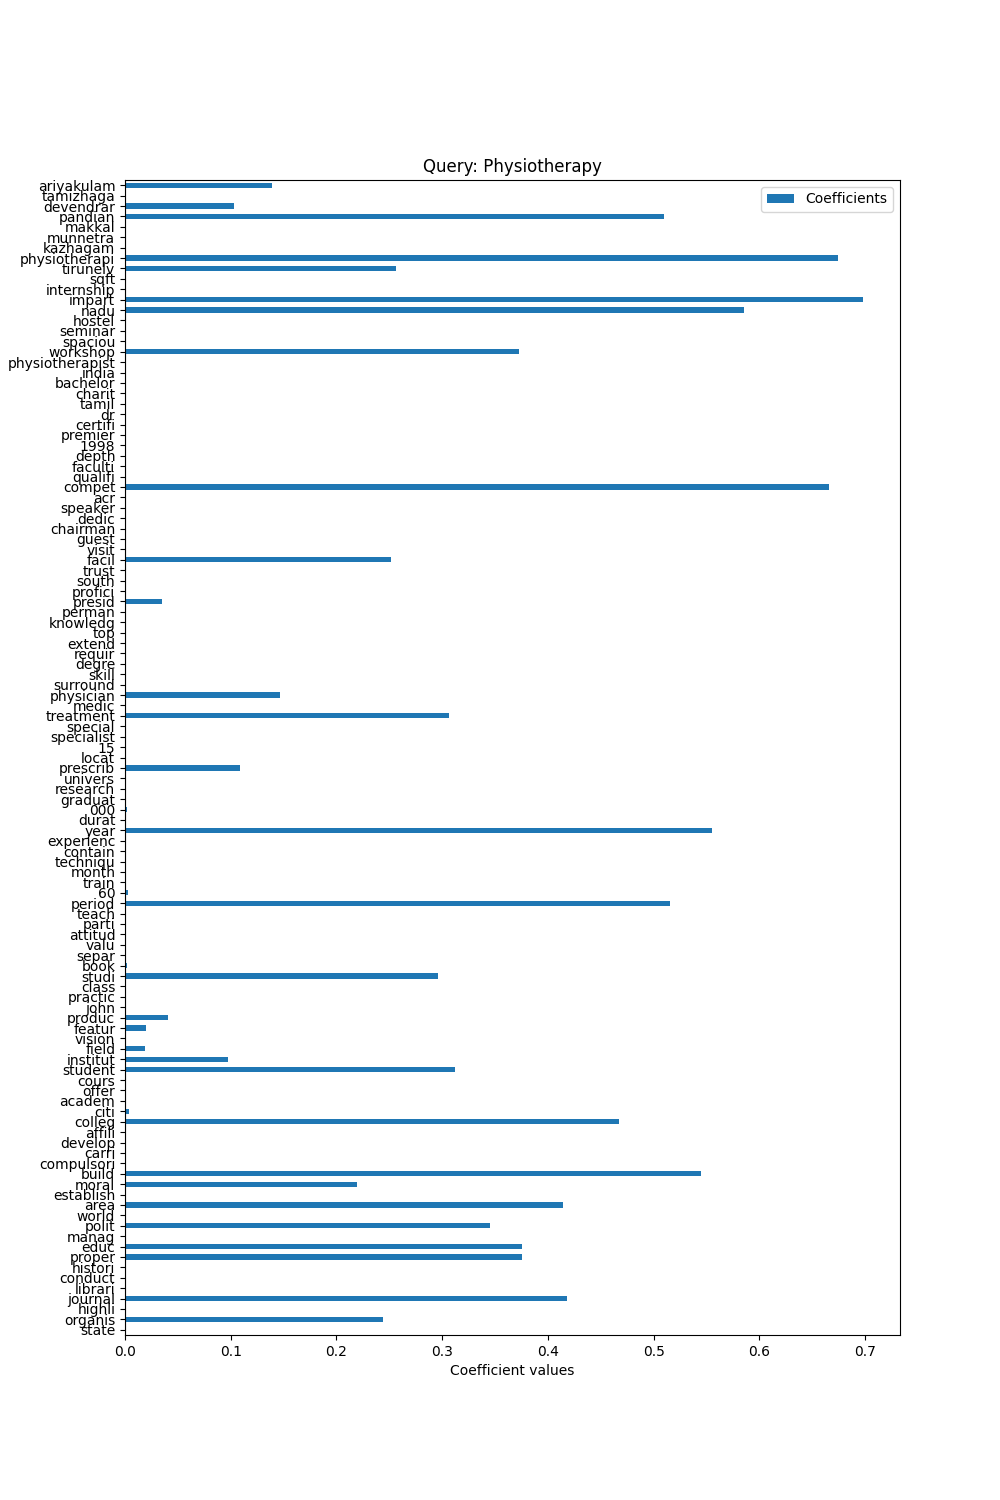 Query: Physiotherapy
Coefficients
ariyakulam
tamizhaga
devendrar
pandian
makkal
munnetra
kazhagam
physiotherapi
tirunelv
sqft
internship
impart
nadu
hostel
seminar
spaciou
workshop
physiotherapist
india
bachelor
charit
tamil
dr
certifi
premier
1998
depth
faculti
qualifi
compet
acr
speaker
dedic
chairman
guest
visit
facil
trust
south
profici
presid
perman
knowledg
top
extend
requir
degre
skill
surround
physician
medic
treatment
special
specialist
15
locat
prescrib
univers
research
graduat
000
durat
year
experienc
contain
techniqu
month
train
60
period
teach
parti
attitud
valu
separ
book
studi
class
practic
john
produc
featur
vision
field
institut
student
cours
offer
academ
citi
colleg
affili
develop
carri
compulsori
build
moral
establish
area
world
polit
manag
educ
proper
histori
conduct
librari
journal
highli
organis
state
0.0 0.1 0.2 0.3 0.4 0.5 0.6 0.7
Coefficient values